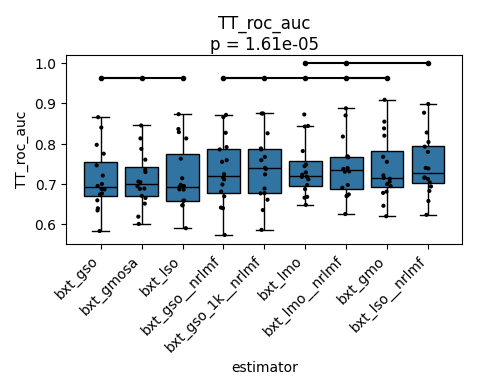 TT_roc_auc
p = 1.61e-05
TT_roc_auc
1.0
0.9
0.8
0.7
0.6
bxt_gso
bxt_gmosa
bxt_lso
bxt_gso__nrlmf
bxt_gso_1k__nrlmf
bxt_lmo
bxt_lmo__nrlmf
bxt_gmo
bxt_lso__nrlmf
estimator